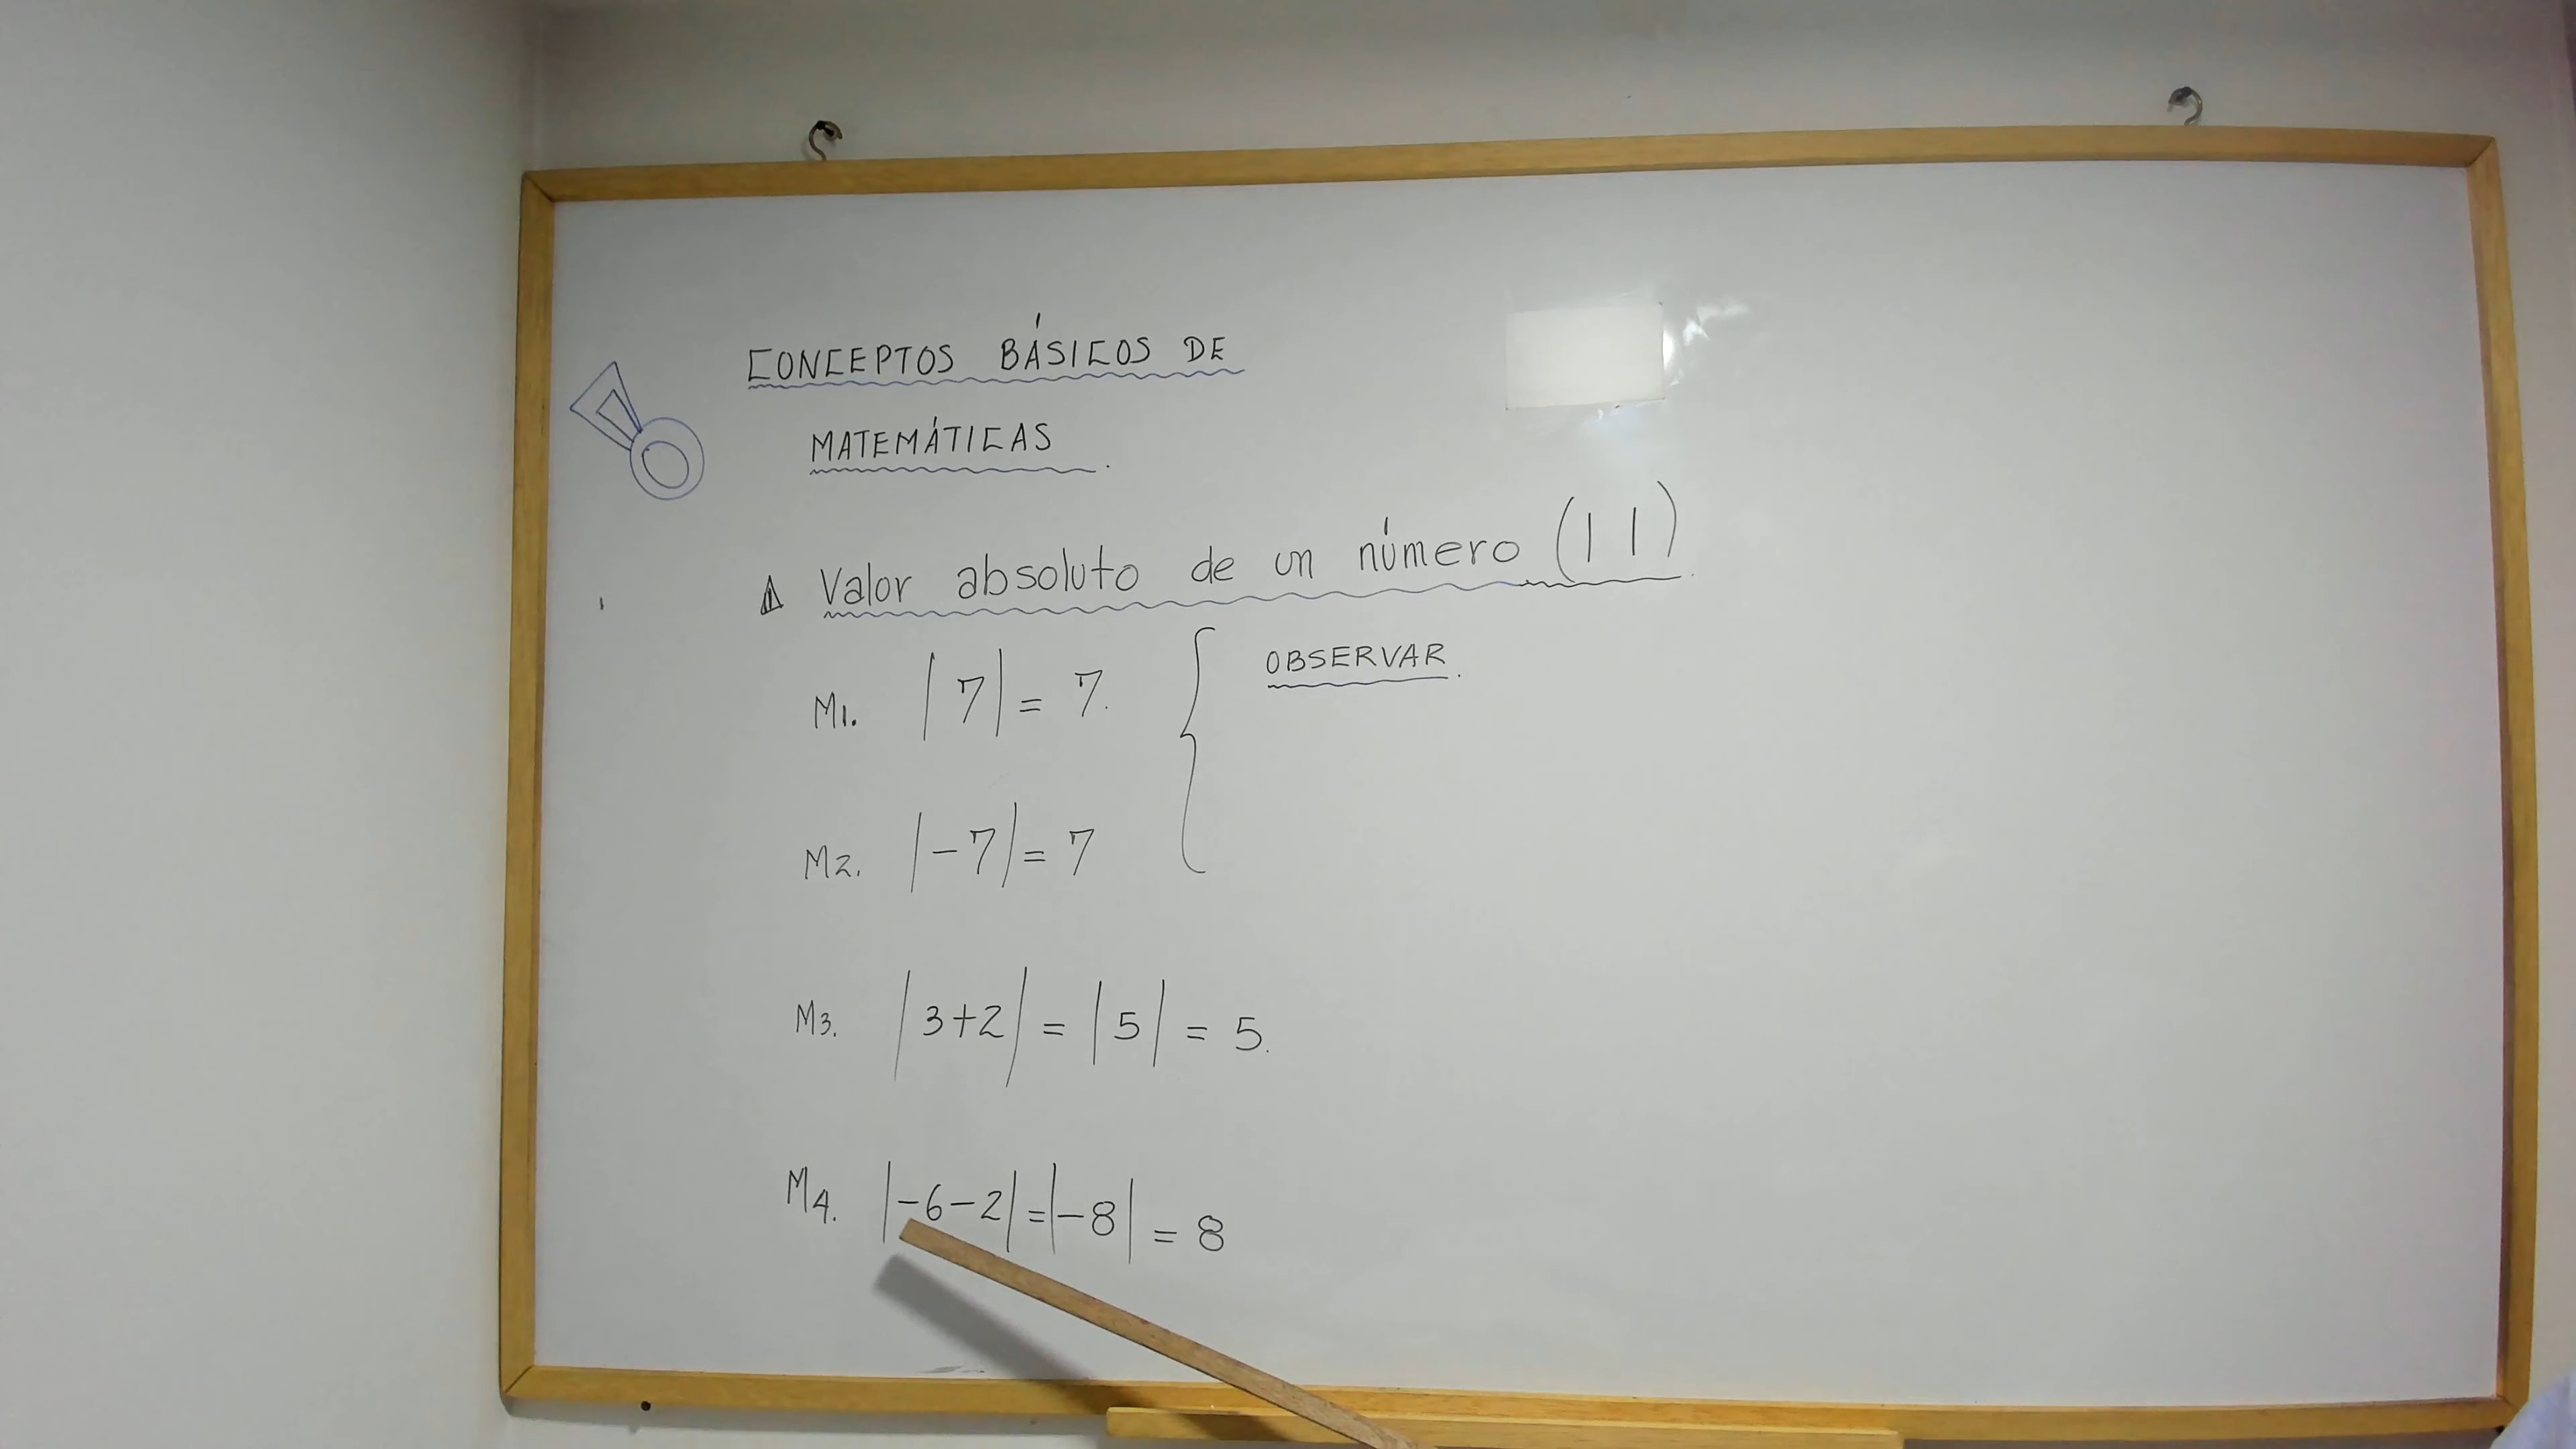 CONCEPTOS BÁSICOS DE
MATEMÁTICAS.
Valor absoluto de un número (| |).
M1. |7| = 7.
OBSERVAR.
M2. |-7| = 7
M3. |3+2| = |5| = 5.
M4. |-6-2| = |-8| = 8